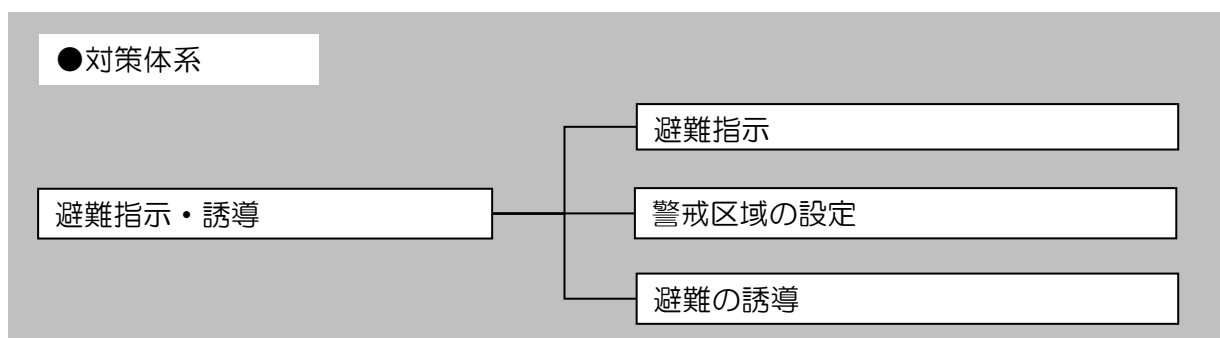 ●対策体系
避難指示
避難指示・誘導
警戒区域の設定
避難の誘導